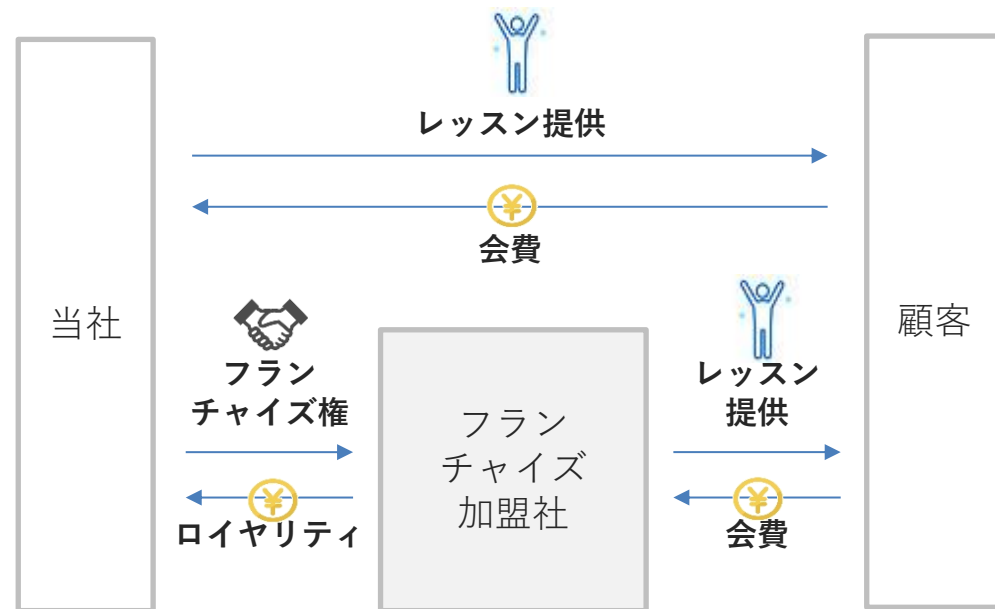 レッスン提供
¥
会費
当社
フラン
チャイズ権
¥
ロイヤリティ
フラン
チャイズ
加盟社
レッスン
提供
¥
会費
顧客